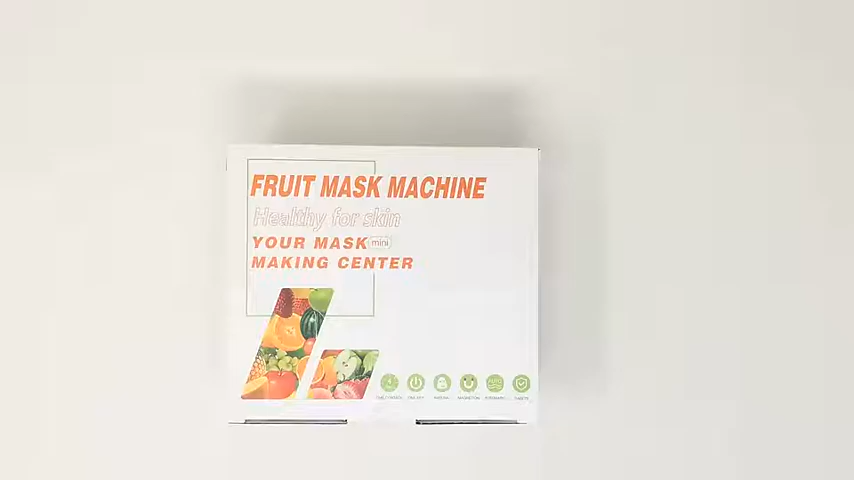 FRUIT MASK MACHINE
Healthy for skin
YOUR MASK mini
MAKING CENTER